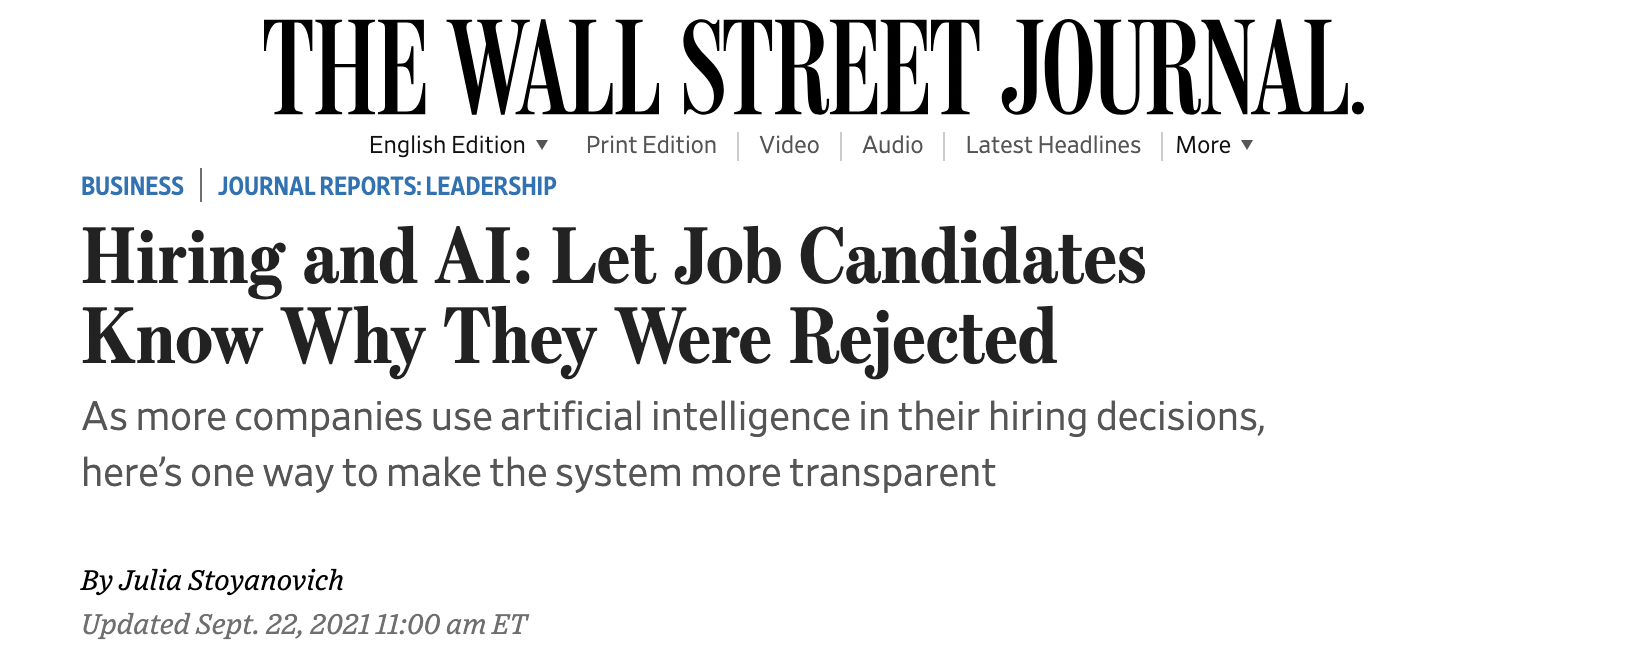 THE WALL STREET JOURNAL.
English Edition ▼ Print Edition | Video | Audio | Latest Headlines | More ▼
BUSINESS | JOURNAL REPORTS: LEADERSHIP
Hiring and AI: Let Job Candidates
Know Why They Were Rejected
As more companies use artificial intelligence in their hiring decisions,
here’s one way to make the system more transparent
By Julia Stoyanovich
Updated Sept. 22, 2021 11:00 am ET